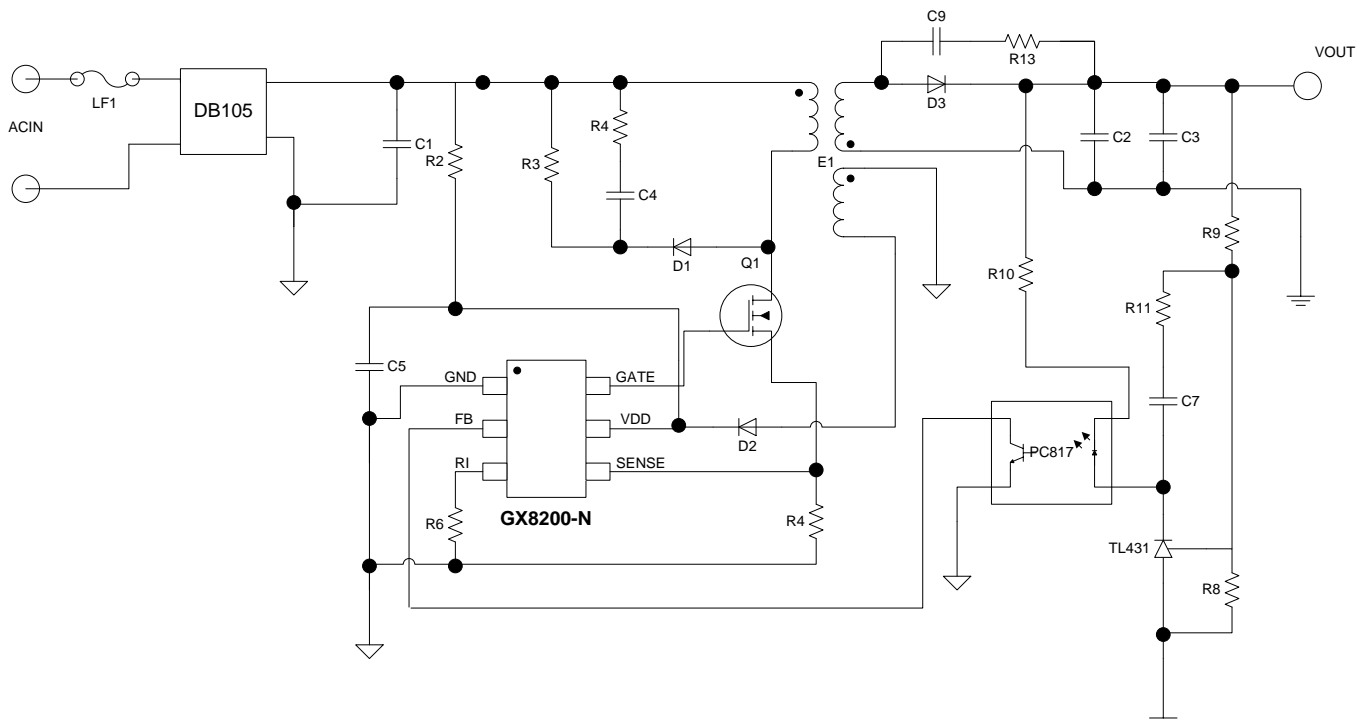 C9
R13
VOUT
LF1
DB105
D3
ACIN
C1
R4
C2
C3
R2
R3
E1
C4
R9
D1
Q1
R10
R11
C5
GND
GATE
C7
FB
VDD
D2
PC817
RI
SENSE
GX8200-N
R6
R4
TL431
R8